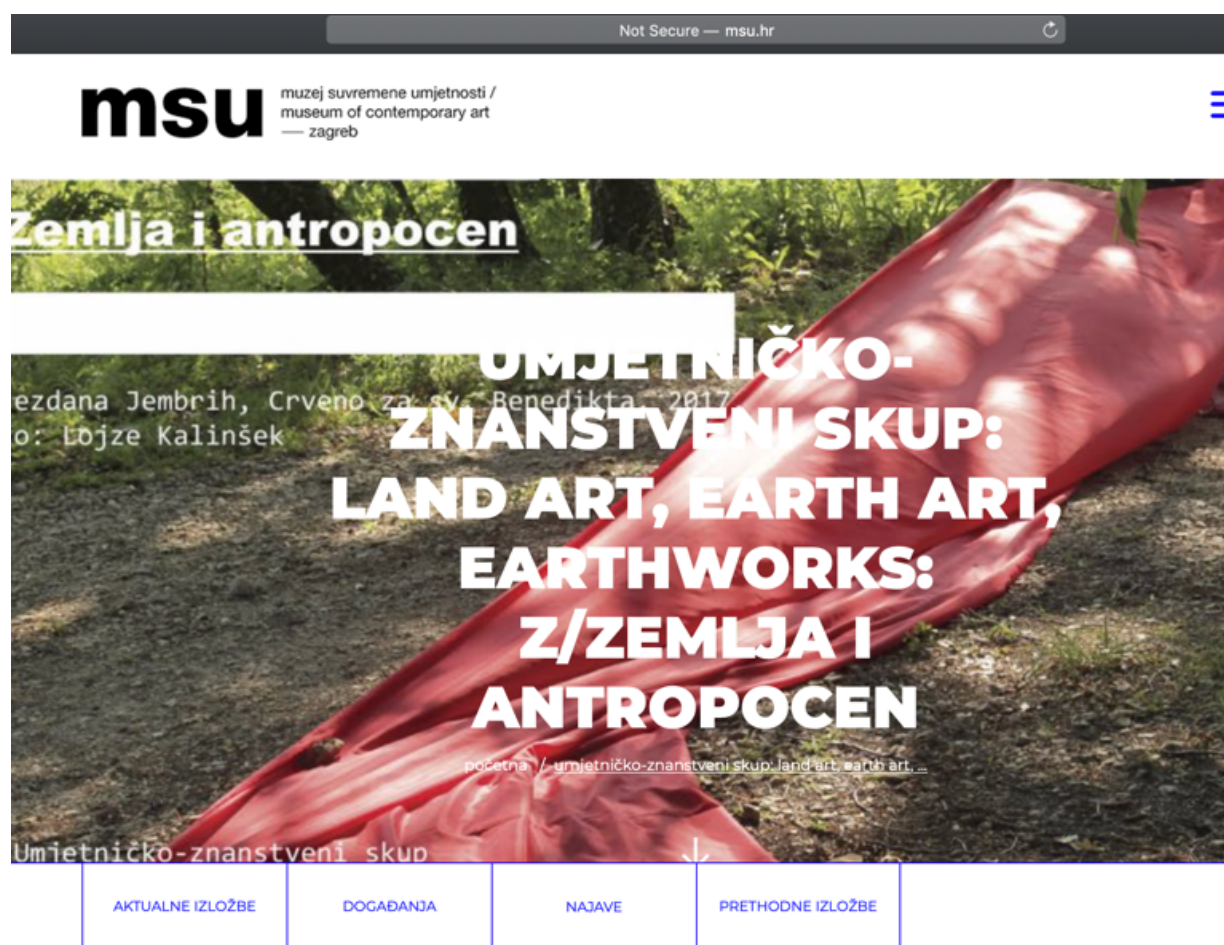 Not Secure — msu.hr
msu
muzej suvremene umjetnosti /
museum of contemporary art
— zagreb
Zemlja i antropocen
ezdana Jembrih, Crveno za sv. Benedikta, 2017
o: Lojze Kalinšek
UMJETNIČKO-
ZNANSTVENI SKUP:
LAND ART, EARTH ART,
EARTHWORKS:
Z/ZEMLJA I
ANTROPOCEN
početna / umjetničko-znanstveni skup: land art, earth art, ...
Umjetničko-znanstveni skup
AKTUALNE IZLOŽBE
DOGAĐANJA
NAJAVE
PRETHODNE IZLOŽBE